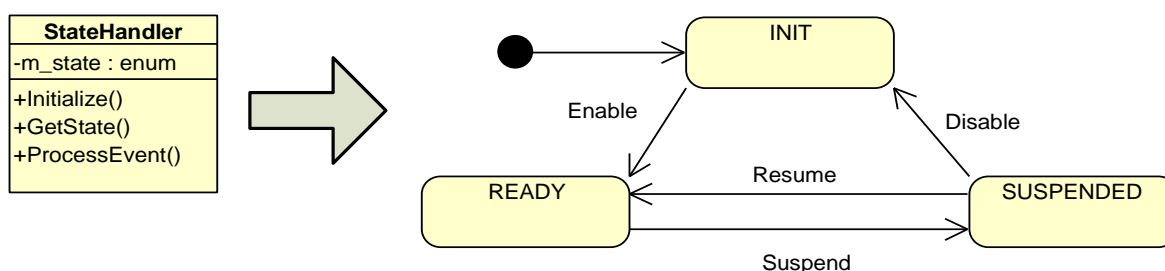 StateHandler
-m_state : enum
+Initialize()
+GetState()
+ProcessEvent()
INIT
Enable
Disable
READY
Resume
SUSPENDED
Suspend